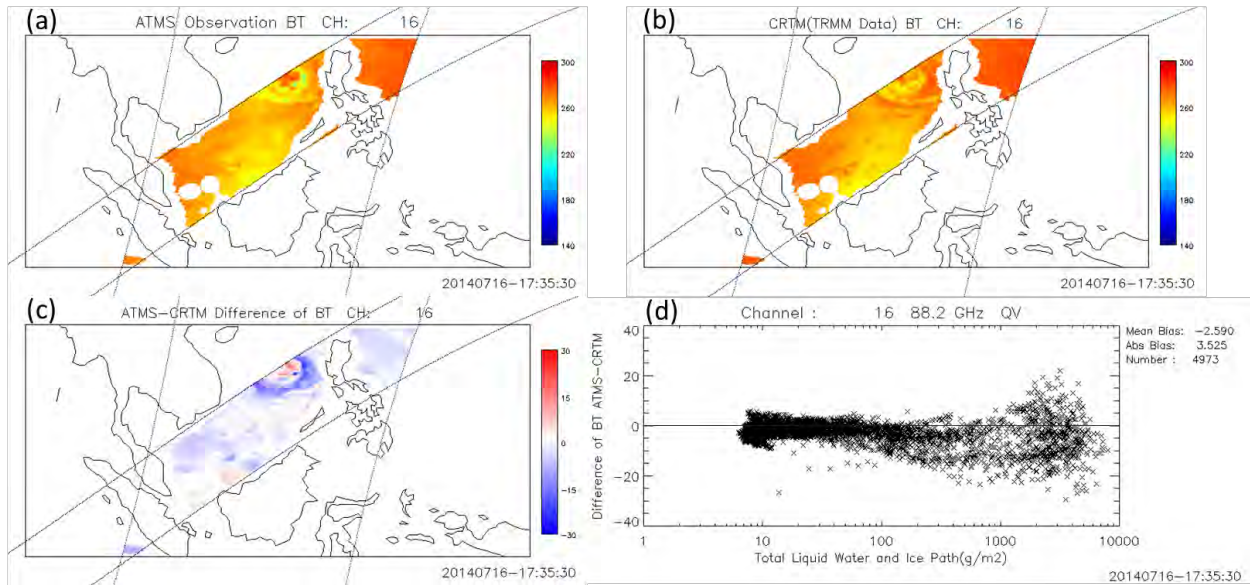 (a) ATMS Observation BT CH: 16
300
260
220
180
140
20140716-17:35:30
(b) CRTM(TRMM Data) BT CH: 16
300
260
220
180
140
20140716-17:35:30
(c) ATMS-CRTM Difference of BT CH: 16
30
15
0
-15
-30
20140716-17:35:30
(d) Channel : 16 88.2 GHz QV
Mean Bias: -2.590
Abs Bias: 3.525
Number : 4973
Difference of BT ATMS-CRTM
40
20
0
-20
-40
1 10 100 1000 10000
Total Liquid Water and Ice Path(g/m2)
20140716-17:35:30